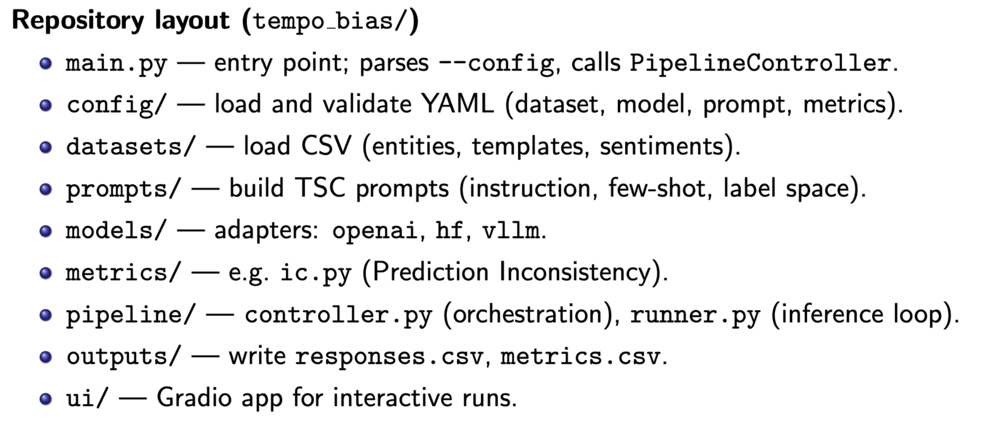 Repository layout (tempo_bias/)
main.py — entry point; parses --config, calls PipelineController.
config/ — load and validate YAML (dataset, model, prompt, metrics).
datasets/ — load CSV (entities, templates, sentiments).
prompts/ — build TSC prompts (instruction, few-shot, label space).
models/ — adapters: openai, hf, vllm.
metrics/ — e.g. ic.py (Prediction Inconsistency).
pipeline/ — controller.py (orchestration), runner.py (inference loop).
outputs/ — write responses.csv, metrics.csv.
ui/ — Gradio app for interactive runs.